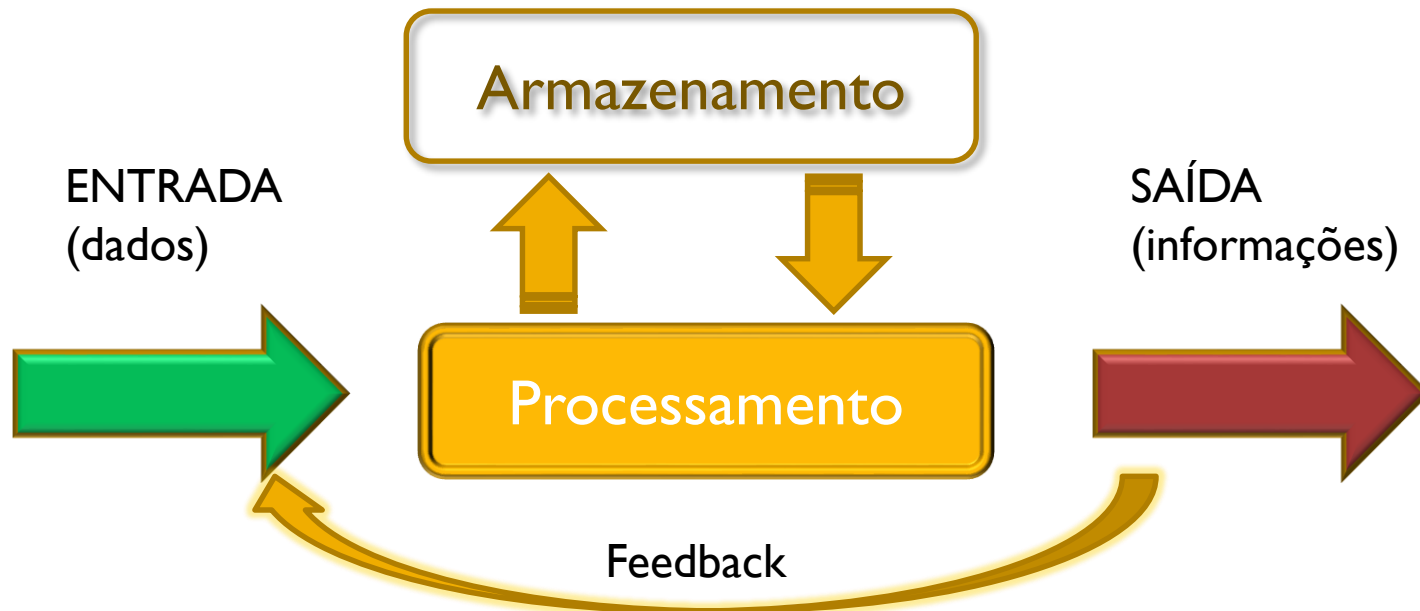 Armazenamento
ENTRADA
(dados)
SAÍDA
(informações)
Processamento
Feedback